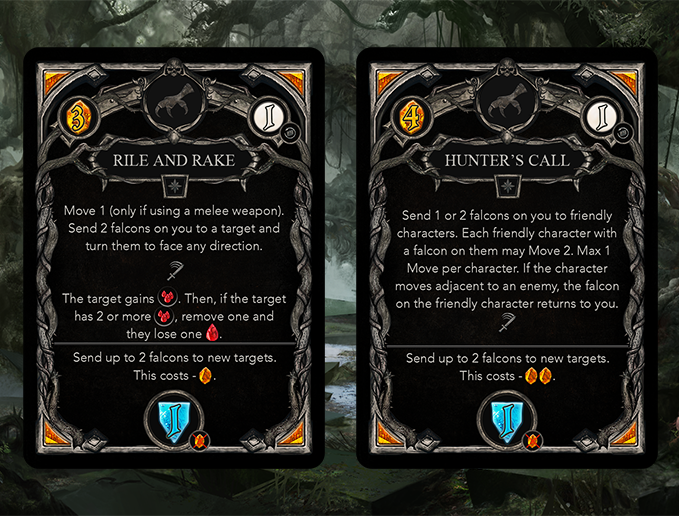 3
1
RILE AND RAKE
Move 1 (only if using a melee weapon).
Send 2 falcons on you to a target and
turn them to face any direction.
The target gains . Then, if the target
has 2 or more , remove one and
they lose one .
Send up to 2 falcons to new targets.
This costs - .
1
4
1
HUNTER'S CALL
Send 1 or 2 falcons on you to friendly
characters. Each friendly character with
a falcon on them may Move 2. Max 1
Move per character. If the character
moves adjacent to an enemy, the falcon
on the friendly character returns to you.
Send up to 2 falcons to new targets.
This costs - .
1